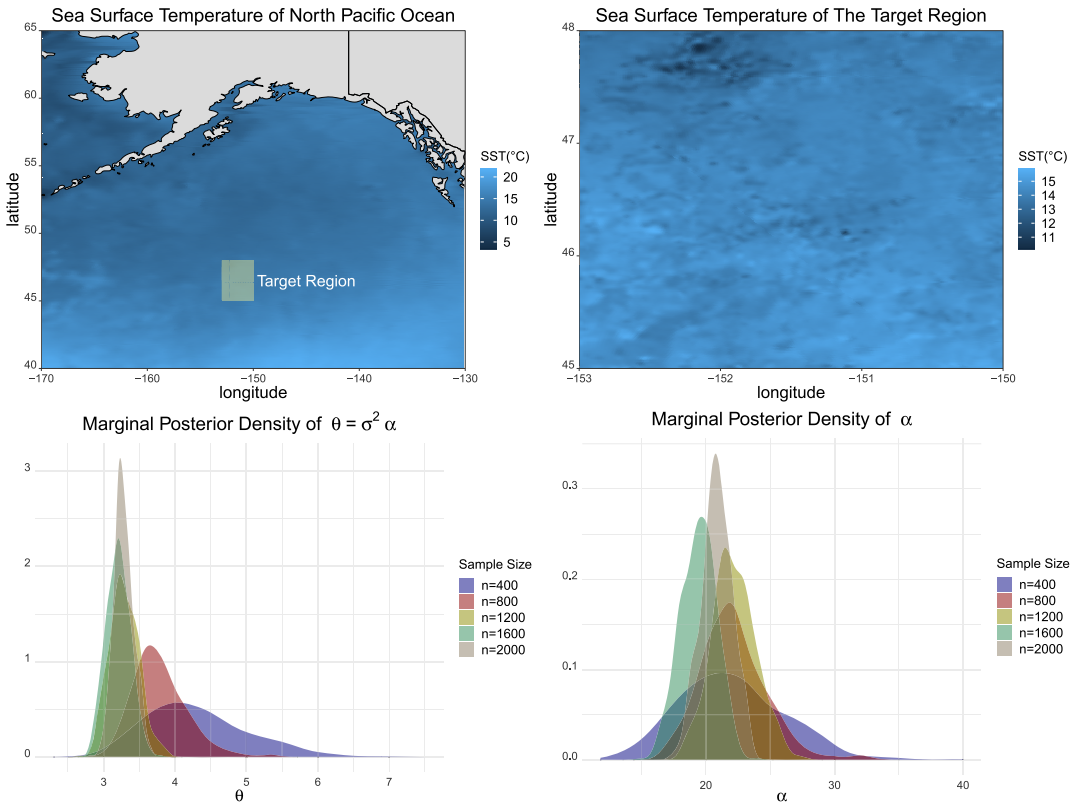 Sea Surface Temperature of North Pacific Ocean
65
60
55
50
45
40
latitude
−170
−160
−150
−140
−130
longitude
Target Region
SST(°C)
20
15
10
5
Sea Surface Temperature of The Target Region
48
47
46
45
latitude
−153
−152
−151
−150
longitude
SST(°C)
15
14
13
12
11
Marginal Posterior Density of θ = σ² α
3
2
1
0
3
4
5
6
7
θ
Sample Size
n=400
n=800
n=1200
n=1600
n=2000
Marginal Posterior Density of α
0.3
0.2
0.1
0.0
20
30
40
α
Sample Size
n=400
n=800
n=1200
n=1600
n=2000